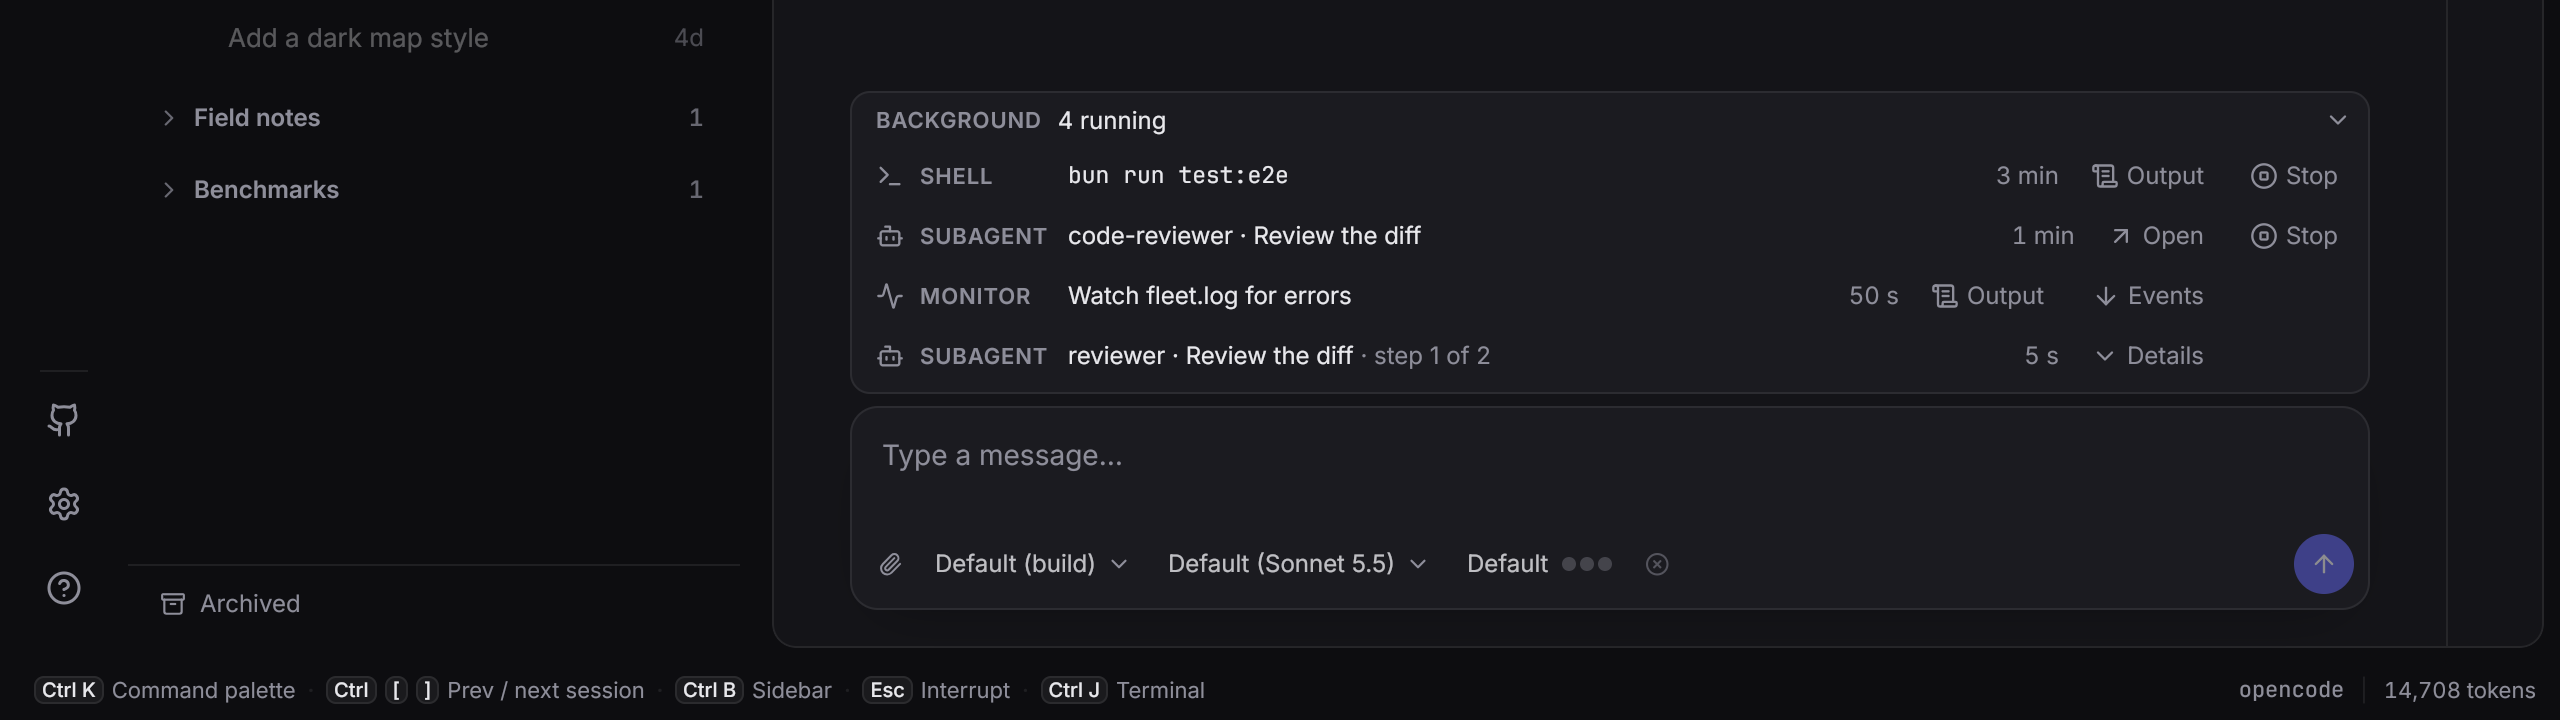 Add a dark map style 4d
Field notes 1
Benchmarks 1
Archived
BACKGROUND 4 running
SHELL bun run test:e2e 3 min Output Stop
SUBAGENT code-reviewer · Review the diff 1 min Open Stop
MONITOR Watch fleet.log for errors 50 s Output Events
SUBAGENT reviewer · Review the diff · step 1 of 2 5 s Details
Type a message...
Default (build) Default (Sonnet 5.5) Default
Ctrl K Command palette · Ctrl [ ] Prev / next session · Ctrl B Sidebar · Esc Interrupt · Ctrl J Terminal opencode 14,708 tokens